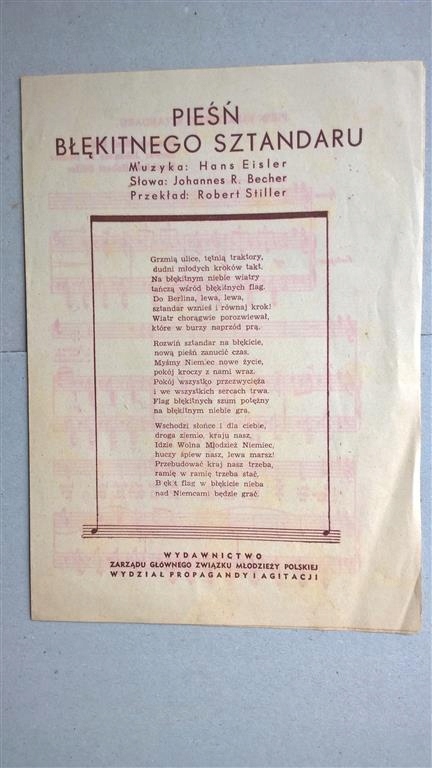 PIEŚŃ
BŁĘKITNEGO SZTANDARU
Muzyka: Hans Eisler
Słowa: Johannes R. Becher
Przekład: Robert Stiller
Grzmią ulice, tętnią traktory,
dudni młodych kroków takt.
Na błękitnym niebie wiatry
tańczą wśród błękitnych flag.
Do Berlina, lewa, lewa,
sztandar wznieś i równaj krok!
Wiatr chorągwie porozwiewał,
które w burzy naprzód prą.
Rozwiń sztandar na błękicie,
nową pieśń zanucić czas.
Myśmy Niemiec nowe życie,
pokój kroczy z nami wraz.
Pokój wszystko przezwycięża
i we wszystkich sercach trwa.
Flag błękitnych szum potężny
na błękitnym niebie gra.
Wschodzi słońce i dla ciebie,
droga ziemio, kraju nasz,
Idzie Wolna Młodzież Niemiec,
huczy śpiew nasz, lewa marsz!
Przebudować kraj nasz trzeba,
ramię w ramię trzeba stać,
Błękit flag w błękicie nieba
nad Niemcami będzie grać.
WYDAWNICTWO
ZARZĄDU GŁÓWNEGO ZWIĄZKU MŁODZIEŻY POLSKIEJ
WYDZIAŁ PROPAGANDY I AGITACJI